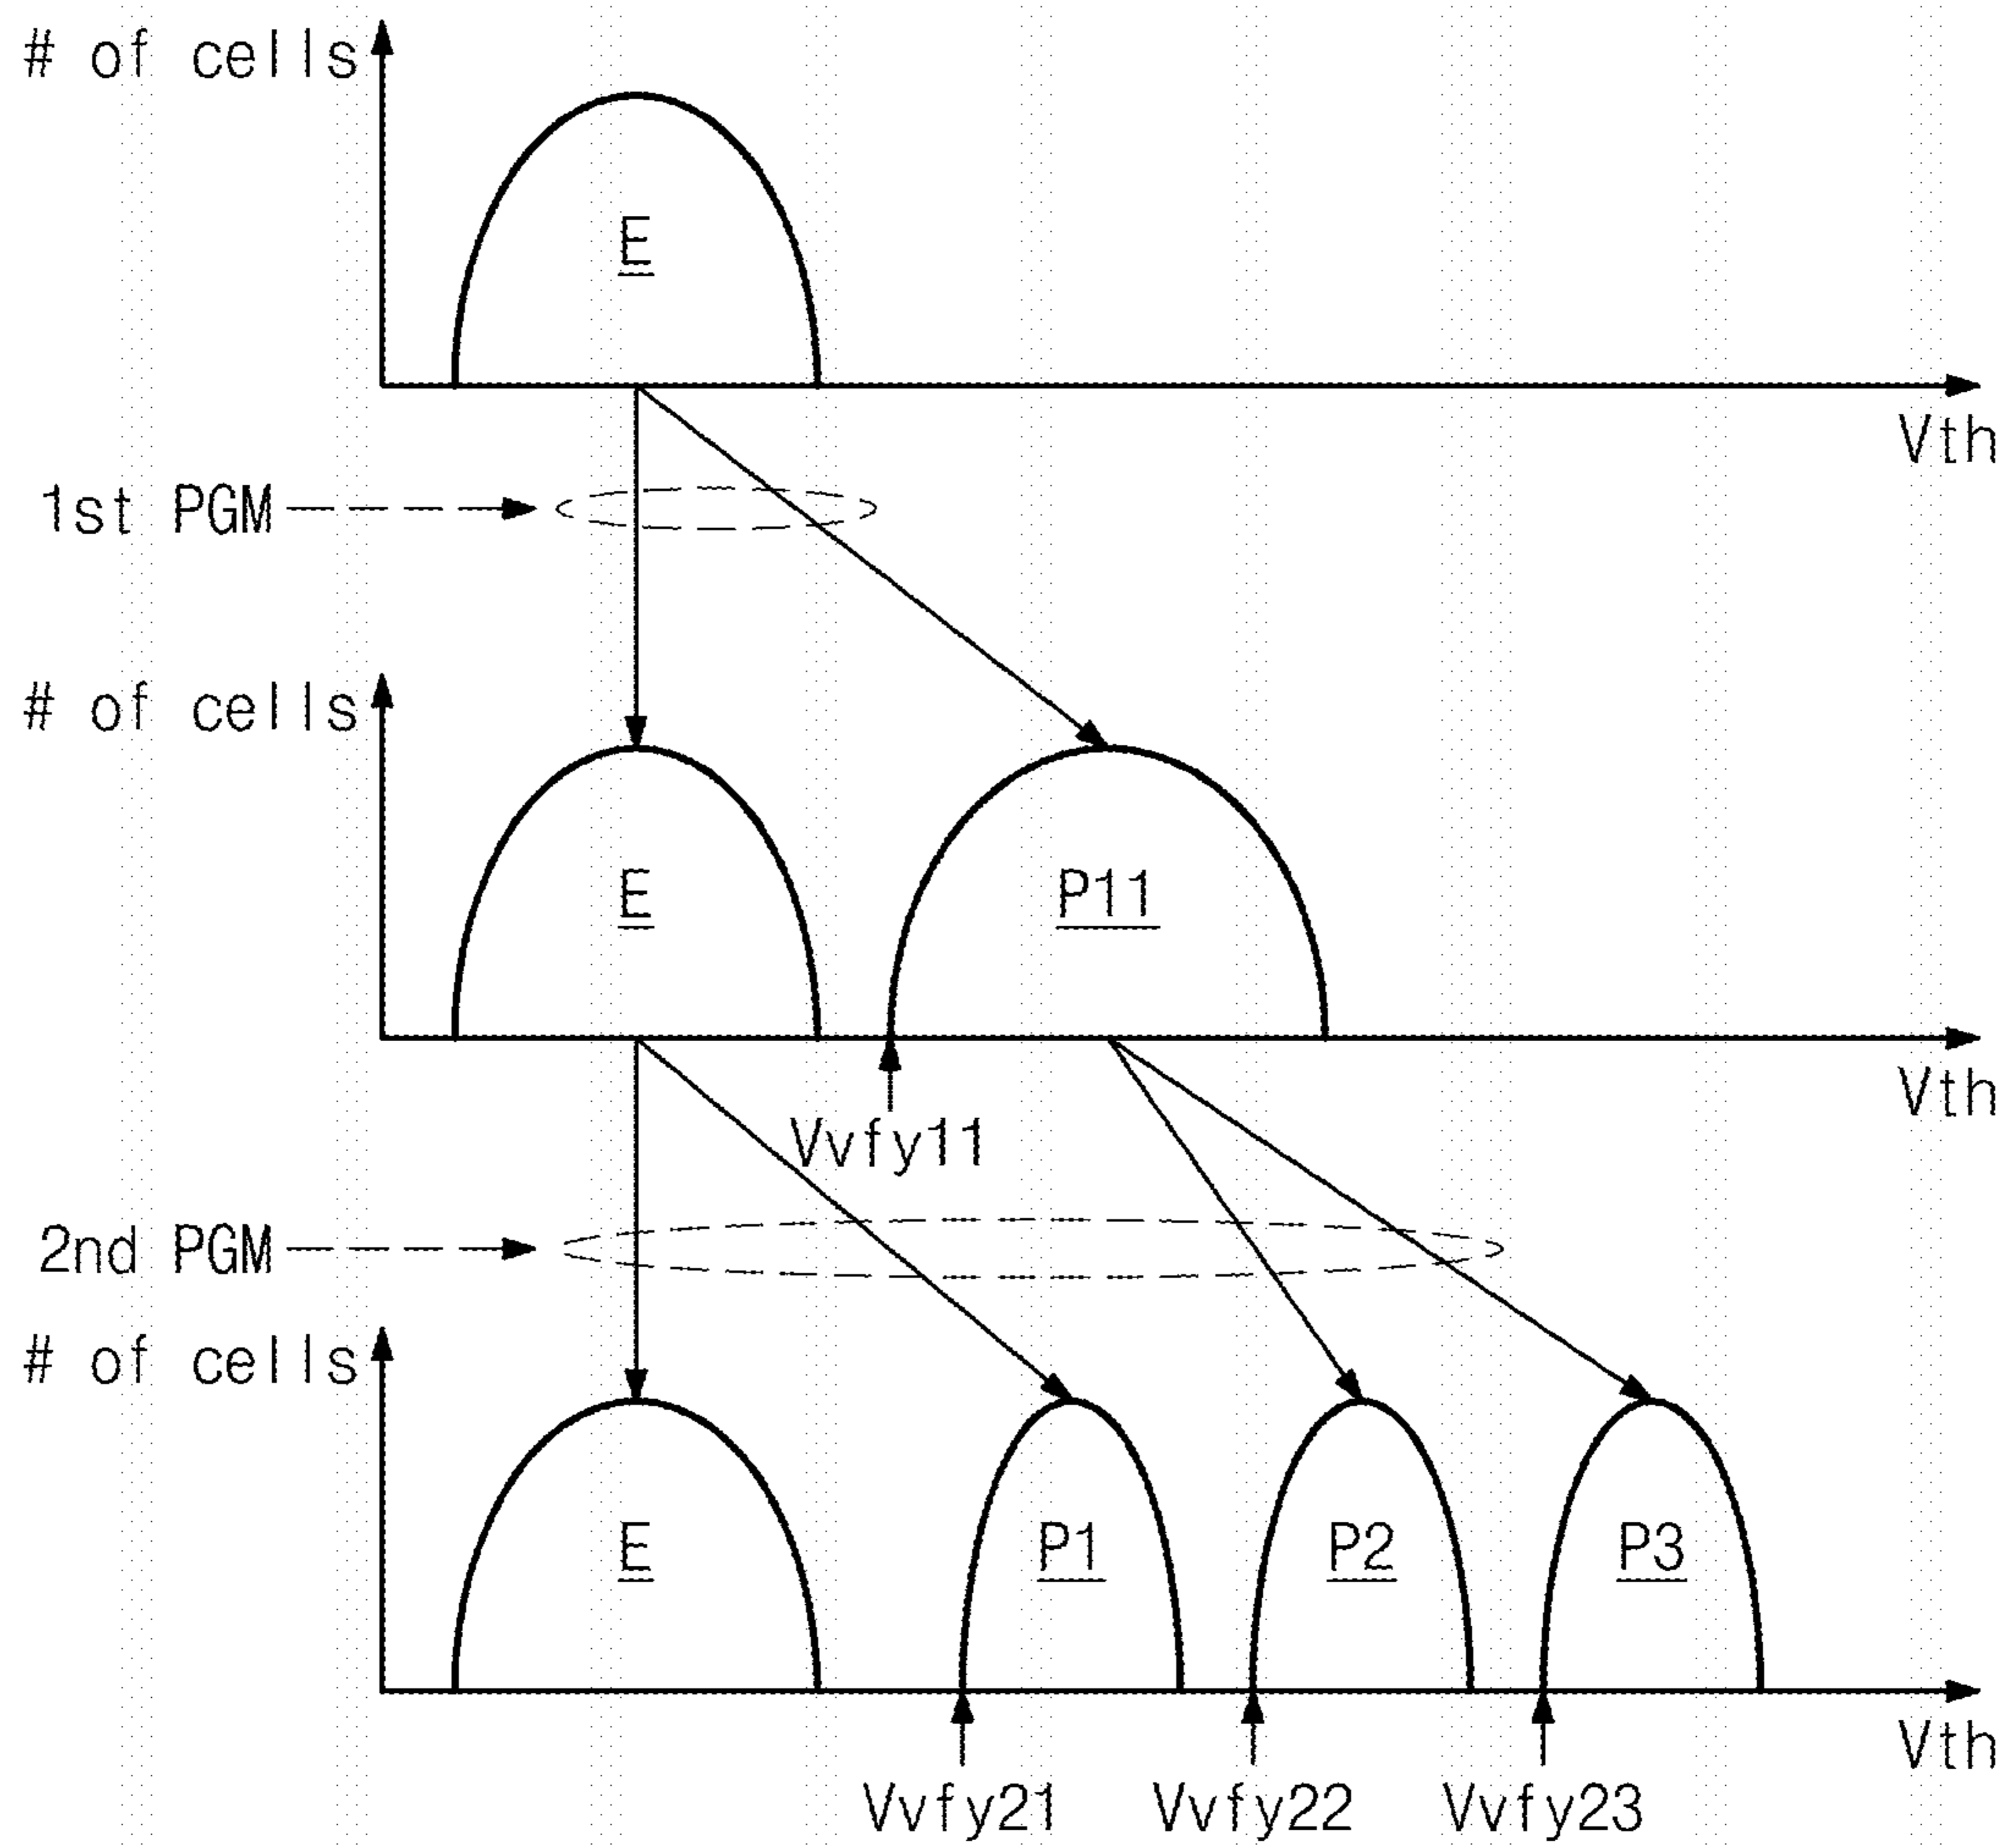 # of cells
E
Vth
1st PGM
# of cells
E
P11
Vth
Vvfy11
2nd PGM
# of cells
E
P1
P2
P3
Vth
Vvfy21
Vvfy22
Vvfy23